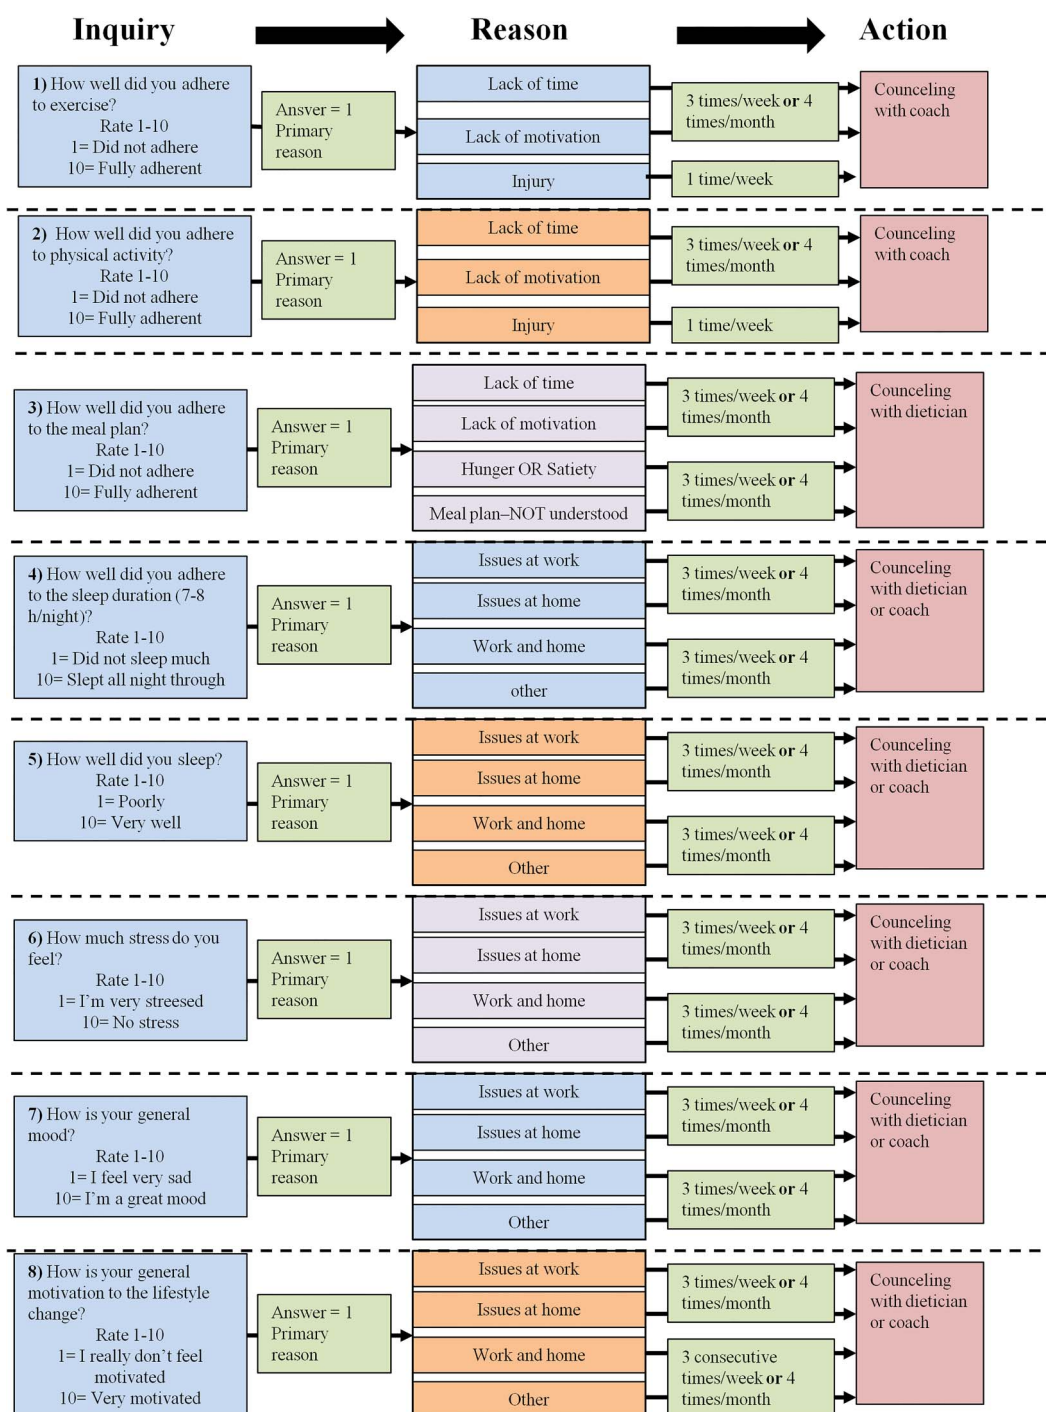 Inquiry
Reason
Action
1) How well did you adhere
to exercise?
Rate 1-10
1= Did not adhere
10= Fully adherent
Answer = 1
Primary
reason
Lack of time
Lack of motivation
Injury
3 times/week or 4
times/month
1 time/week
Counceling
with coach
2) How well did you adhere
to physical activity?
Rate 1-10
1= Did not adhere
10= Fully adherent
Answer = 1
Primary
reason
Lack of time
Lack of motivation
Injury
3 times/week or 4
times/month
1 time/week
Counceling
with coach
3) How well did you adhere
to the meal plan?
Rate 1-10
1= Did not adhere
10= Fully adherent
Answer = 1
Primary
reason
Lack of time
Lack of motivation
Hunger OR Satiety
Meal plan–NOT understood
3 times/week or 4
times/month
3 times/week or 4
times/month
Counceling
with dietician
4) How well did you adhere
to the sleep duration (7-8
h/night)?
Rate 1-10
1= Did not sleep much
10= Slept all night through
Answer = 1
Primary
reason
Issues at work
Issues at home
Work and home
other
3 times/week or 4
times/month
3 times/week or 4
times/month
Counceling
with dietician
or coach
5) How well did you sleep?
Rate 1-10
1= Poorly
10= Very well
Answer = 1
Primary
reason
Issues at work
Issues at home
Work and home
Other
3 times/week or 4
times/month
3 times/week or 4
times/month
Counceling
with dietician
or coach
6) How much stress do you
feel?
Rate 1-10
1= I'm very streesed
10= No stress
Answer = 1
Primary
reason
Issues at work
Issues at home
Work and home
Other
3 times/week or 4
times/month
3 times/week or 4
times/month
Counceling
with dietician
or coach
7) How is your general
mood?
Rate 1-10
1= I feel very sad
10= I'm a great mood
Answer = 1
Primary
reason
Issues at work
Issues at home
Work and home
Other
3 times/week or 4
times/month
3 times/week or 4
times/month
Counceling
with dietician
or coach
8) How is your general
motivation to the lifestyle
change?
Rate 1-10
1= I really don't feel
motivated
10= Very motivated
Answer = 1
Primary
reason
Issues at work
Issues at home
Work and home
Other
3 times/week or 4
times/month
3 consecutive
times/week or 4
times/month
Counceling
with dietician
or coach